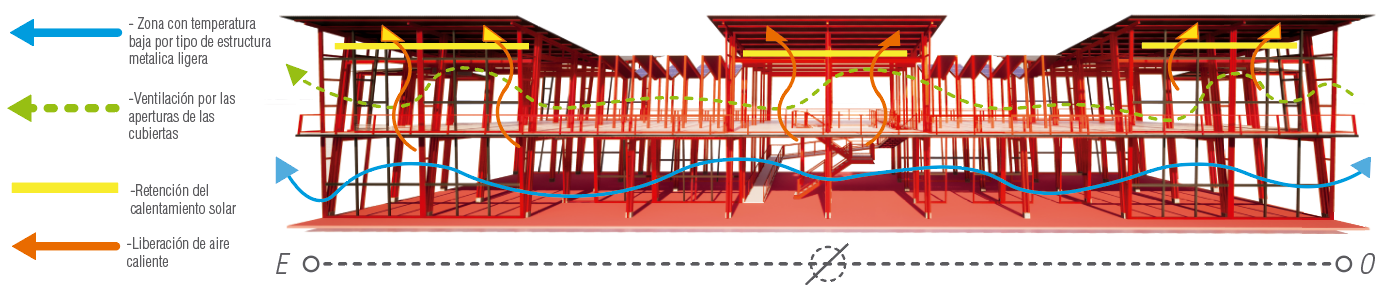 - Zona con temperatura
baja por tipo de estructura
metalica ligera
-Ventilación por las
aperturas de las
cubiertas
-Retención del
calentamiento solar
-Liberación de aire
caliente
E
O